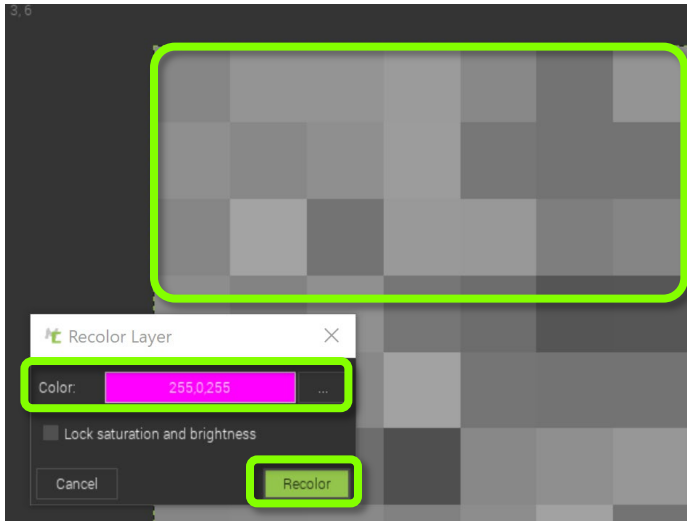 3, 6
Recolor Layer
Color: 255,0,255 ...
Lock saturation and brightness
Cancel Recolor